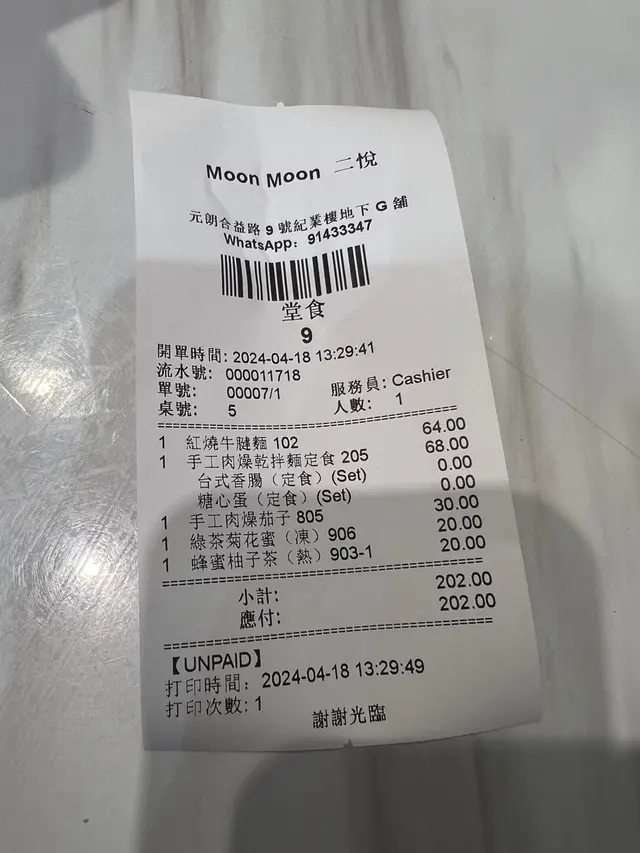 Moon Moon 二悅
元朗合益路 9 號紀業樓地下 G 舖
WhatsApp: 91433347
堂食
9
開單時間: 2024-04-18 13:29:41
流水號: 000011718
單號: 00007/1 服務員: Cashier
桌號: 5 人數: 1
1 紅燒牛腱麵 102 64.00
1 手工肉燥乾拌麵定食 205 68.00
台式香腸（定食）(Set) 0.00
糖心蛋（定食）(Set) 0.00
1 手工肉燥茄子 805 30.00
1 綠茶菊花蜜（凍）906 20.00
1 蜂蜜柚子茶（熱）903-1 20.00
小計: 202.00
應付: 202.00
【UNPAID】
打印時間: 2024-04-18 13:29:49
打印次數: 1
謝謝光臨